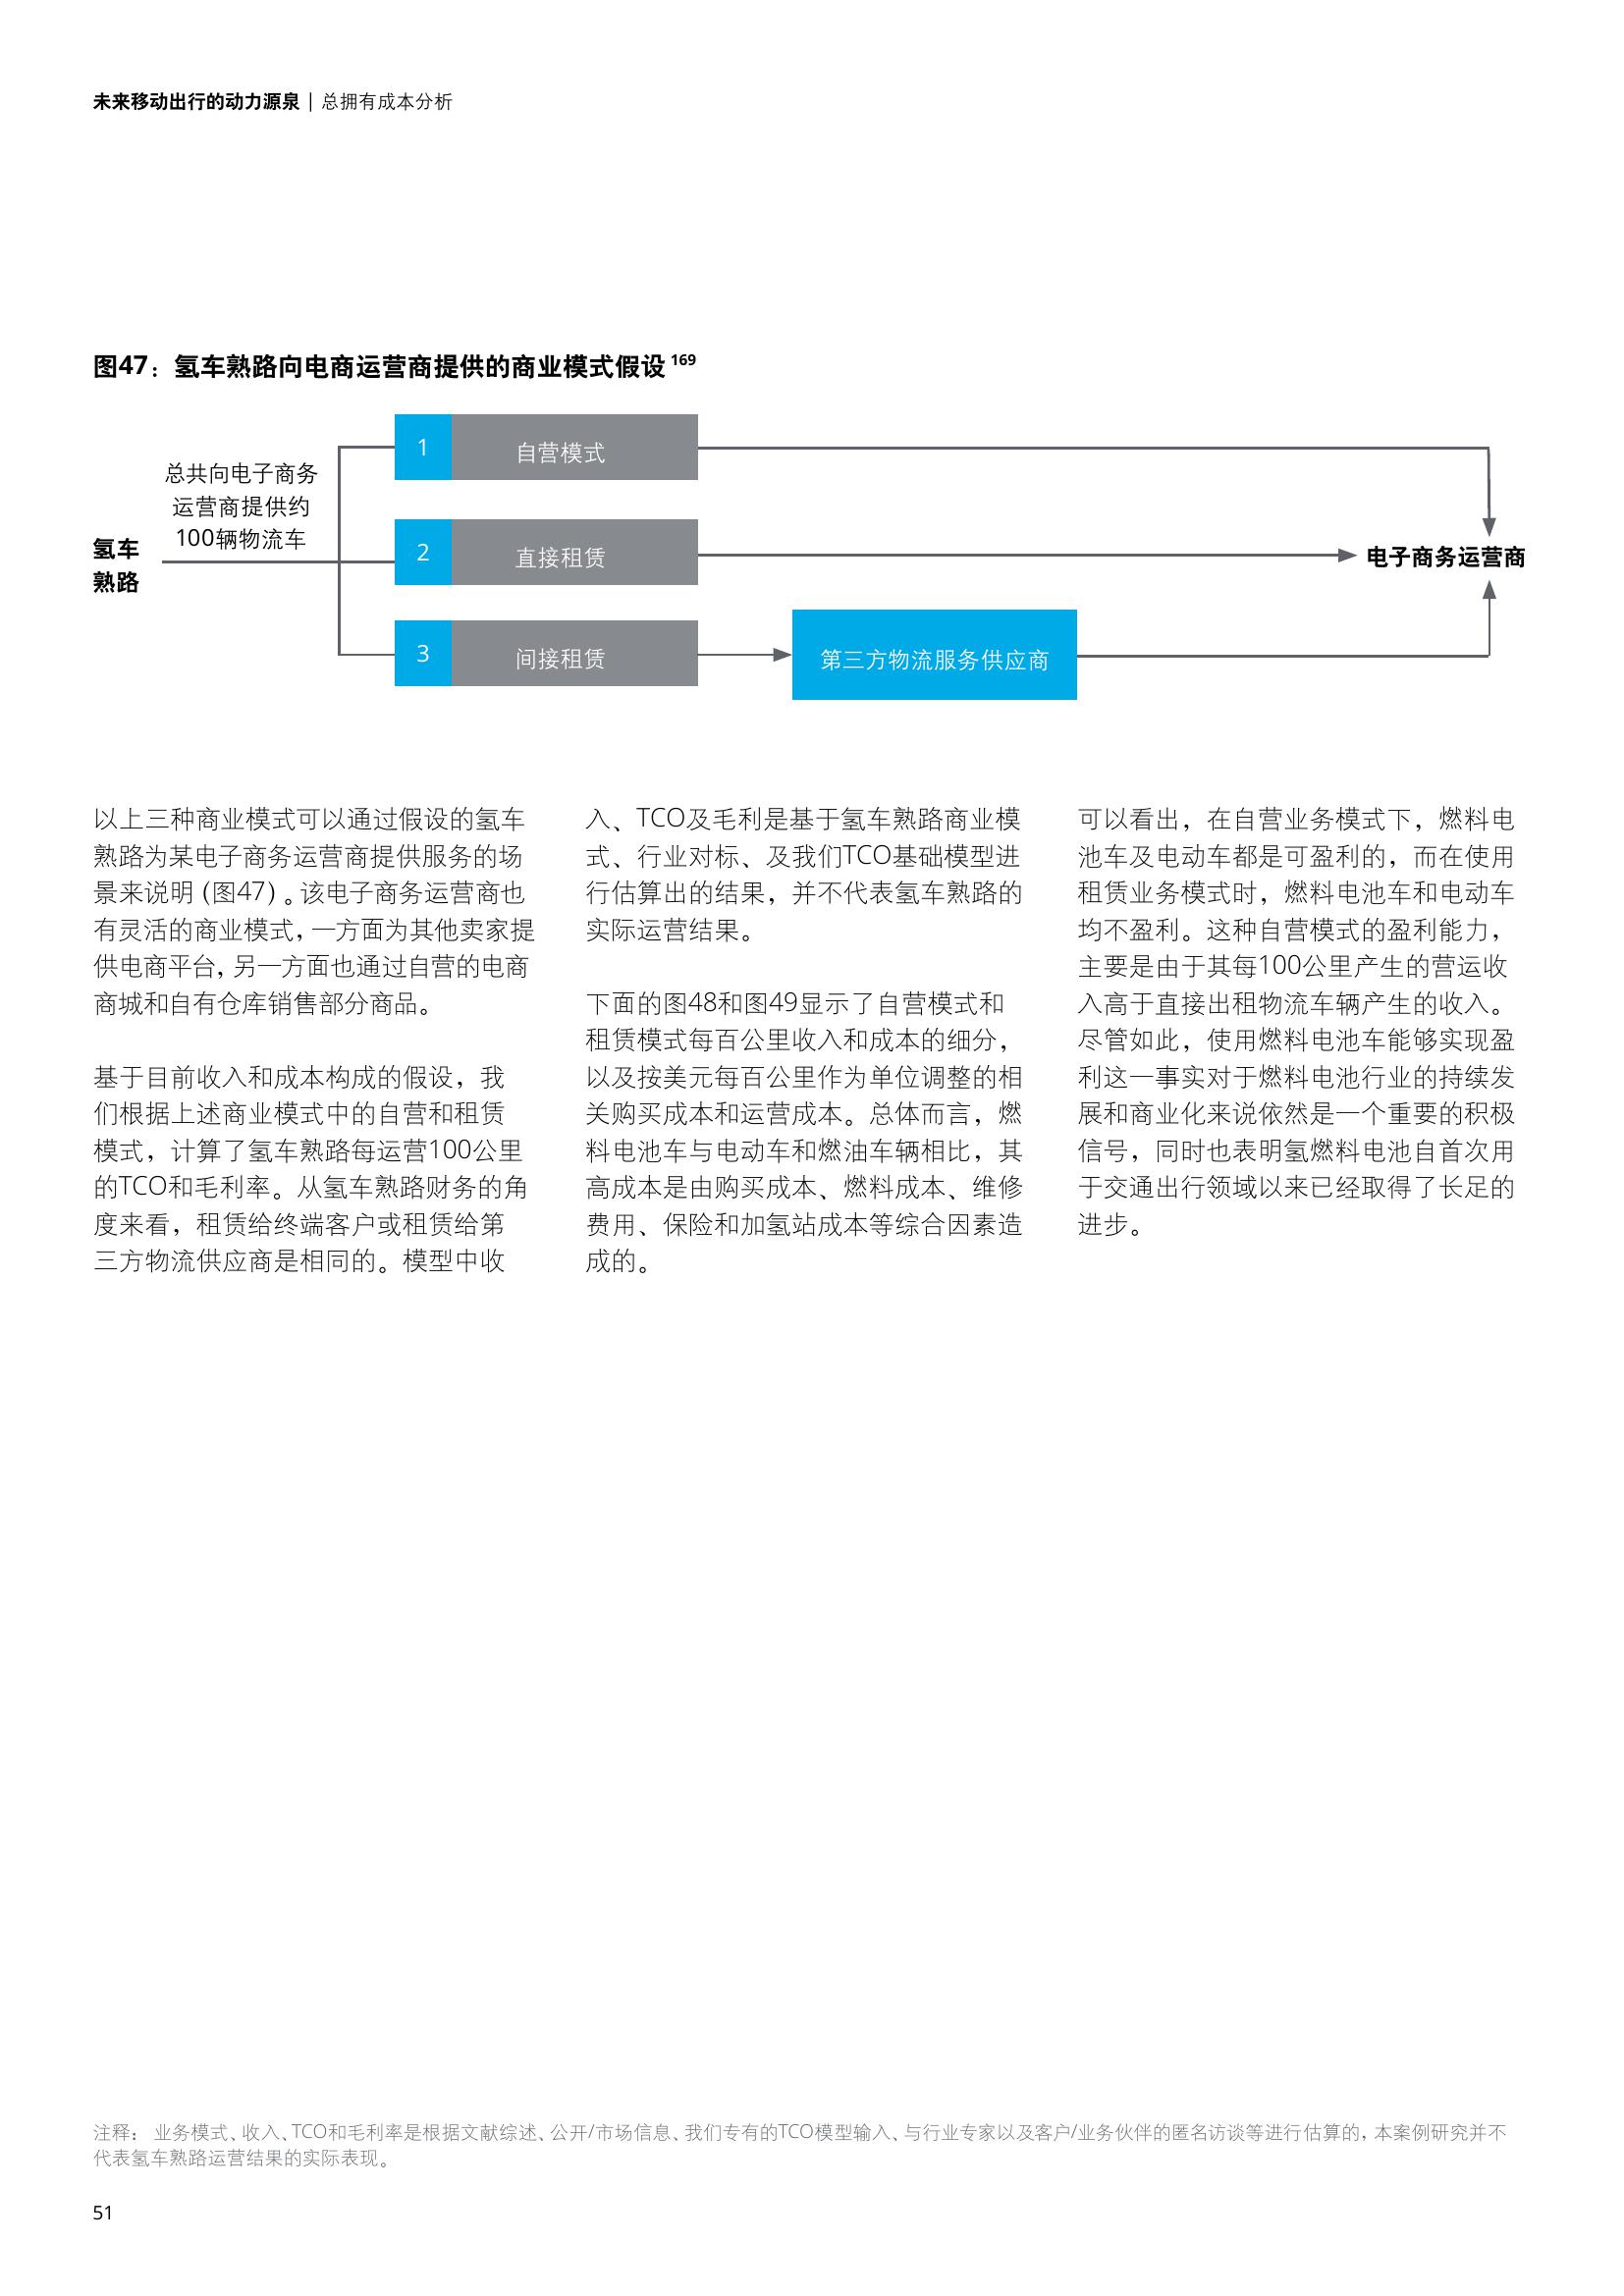 未来移动出行的动力源泉 | 总拥有成本分析
图47：氢车熟路向电商运营商提供的商业模式假设 169
氢车
熟路
总共向电子商务
运营商提供约
100辆物流车
1 自营模式
2 直接租赁
3 间接租赁
第三方物流服务供应商
电子商务运营商
以上三种商业模式可以通过假设的氢车
熟路为某电子商务运营商提供服务的场
景来说明（图47）。该电子商务运营商也
有灵活的商业模式，一方面为其他卖家提
供电商平台，另一方面也通过自营的电商
商城和自有仓库销售部分商品。
基于目前收入和成本构成的假设，我
们根据上述商业模式中的自营和租赁
模式，计算了氢车熟路每运营100公里
的TCO和毛利率。从氢车熟路财务的角
度来看，租赁给终端客户或租赁给第
三方物流供应商是相同的。模型中收
入、TCO及毛利是基于氢车熟路商业模
式、行业对标、及我们TCO基础模型进
行估算出的结果，并不代表氢车熟路的
实际运营结果。
下面的图48和图49显示了自营模式和
租赁模式每百公里收入和成本的细分，
以及按美元每百公里作为单位调整的相
关购买成本和运营成本。总体而言，燃
料电池车与电动车和燃油车辆相比，其
高成本是由购买成本、燃料成本、维修
费用、保险和加氢站成本等综合因素造
成的。
可以看出，在自营业务模式下，燃料电
池车及电动车都是可盈利的，而在使用
租赁业务模式时，燃料电池车和电动车
均不盈利。这种自营模式的盈利能力，
主要是由于其每100公里产生的营运收
入高于直接出租物流车辆产生的收入。
尽管如此，使用燃料电池车能够实现盈
利这一事实对于燃料电池行业的持续发
展和商业化来说依然是一个重要的积极
信号，同时也表明氢燃料电池自首次用
于交通出行领域以来已经取得了长足的
进步。
注释： 业务模式、收入、TCO和毛利率是根据文献综述、公开/市场信息、我们专有的TCO模型输入、与行业专家以及客户/业务伙伴的匿名访谈等进行估算的，本案例研究并不
代表氢车熟路运营结果的实际表现。
51